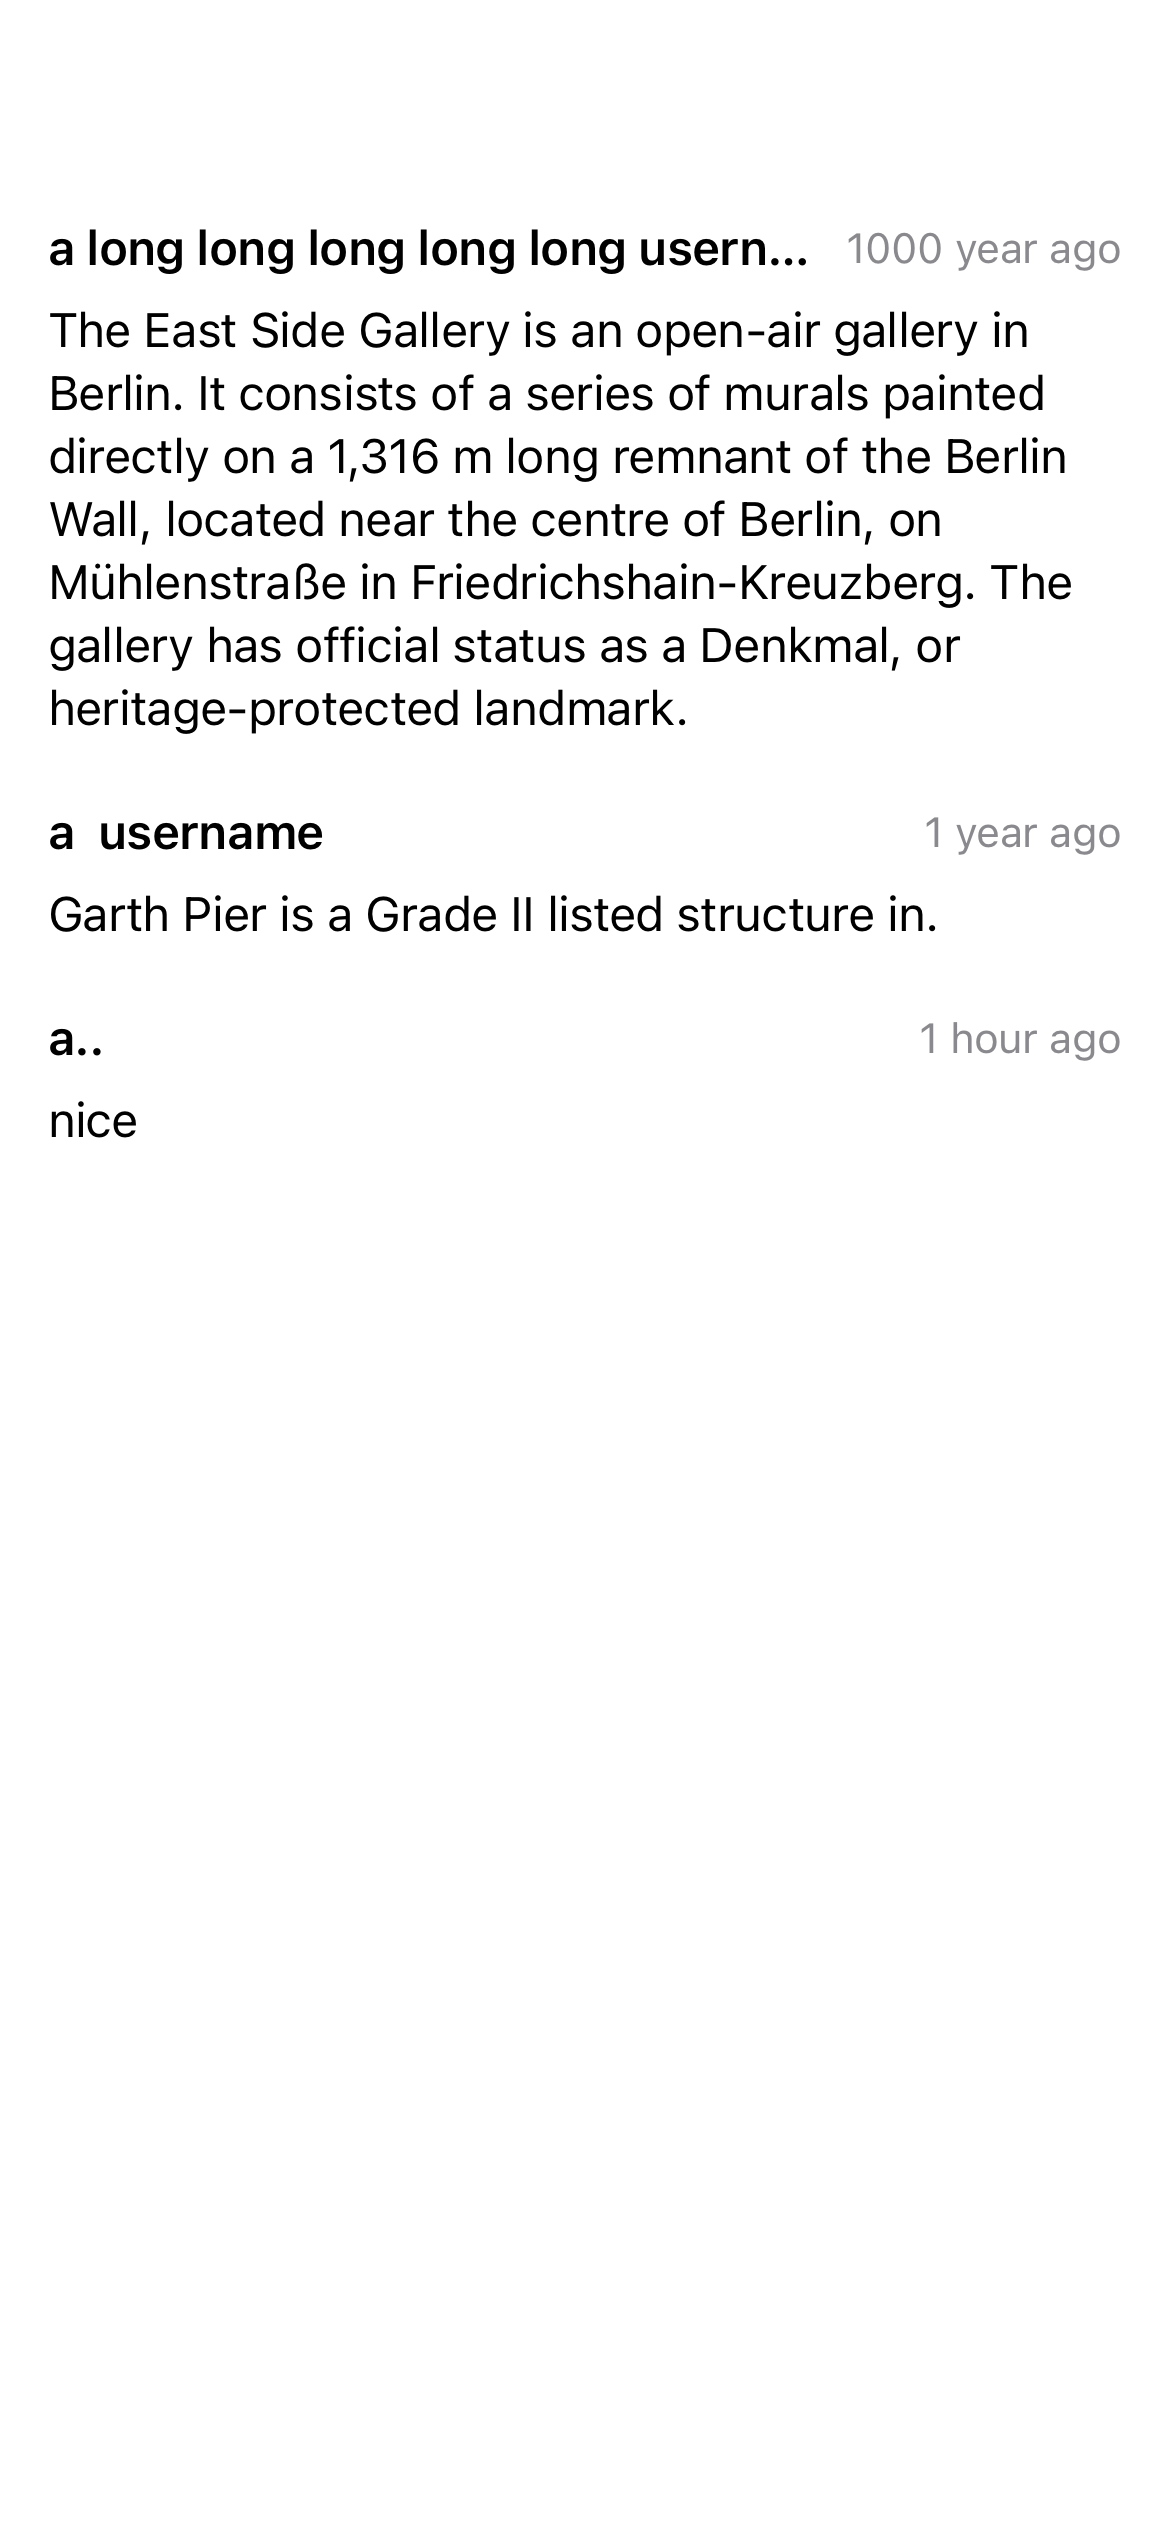 a long long long long long usern... 1000 year ago
The East Side Gallery is an open-air gallery in
Berlin. It consists of a series of murals painted
directly on a 1,316 m long remnant of the Berlin
Wall, located near the centre of Berlin, on
Mühlenstraße in Friedrichshain-Kreuzberg. The
gallery has official status as a Denkmal, or
heritage-protected landmark.
a  username 1 year ago
Garth Pier is a Grade II listed structure in.
a.. 1 hour ago
nice